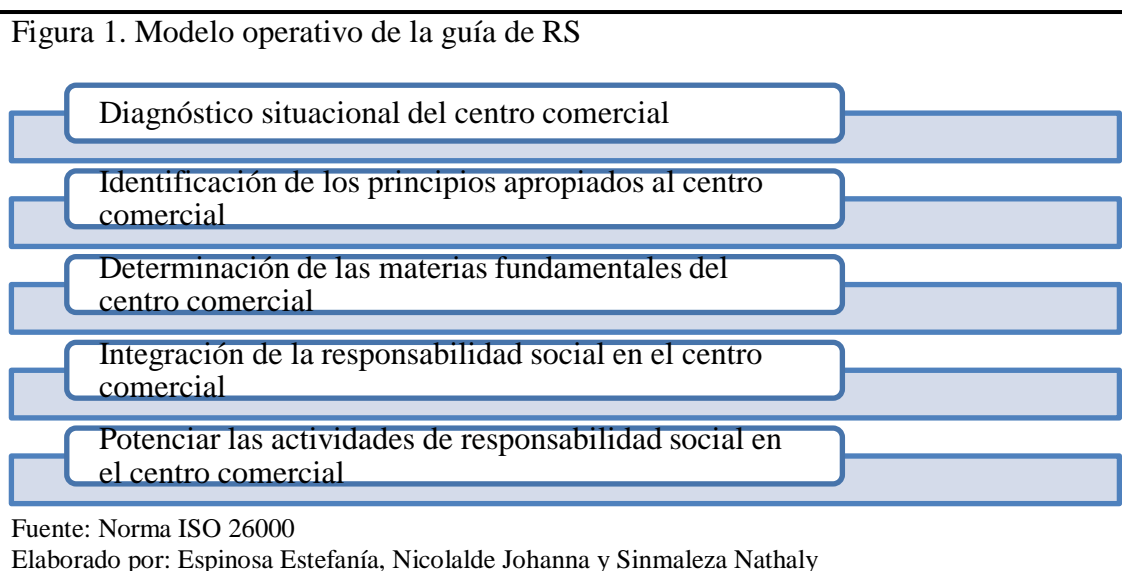 Figura 1. Modelo operativo de la guía de RS
Diagnóstico situacional del centro comercial
Identificación de los principios apropiados al centro
comercial
Determinación de las materias fundamentales del
centro comercial
Integración de la responsabilidad social en el centro
comercial
Potenciar las actividades de responsabilidad social en
el centro comercial
Fuente: Norma ISO 26000
Elaborado por: Espinosa Estefanía, Nicolalde Johanna y Sinmaleza Nathaly